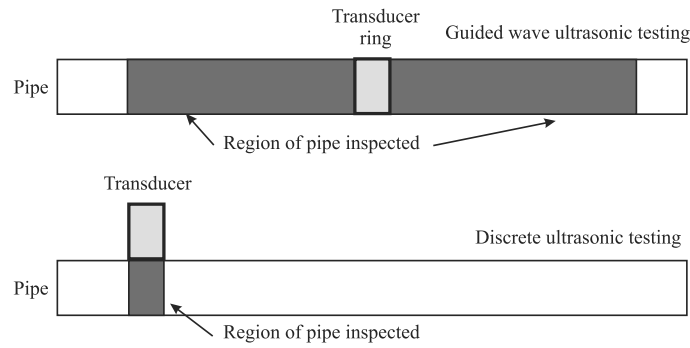 Transducer
ring
Guided wave ultrasonic testing
Pipe
Region of pipe inspected
Transducer
Discrete ultrasonic testing
Pipe
Region of pipe inspected